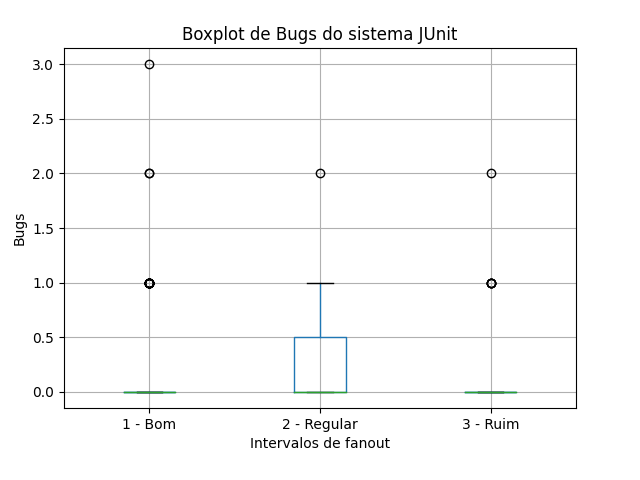 Boxplot de Bugs do sistema JUnit
3.0
2.5
2.0
1.5
1.0
0.5
0.0
Bugs
1 - Bom
2 - Regular
3 - Ruim
Intervalos de fanout